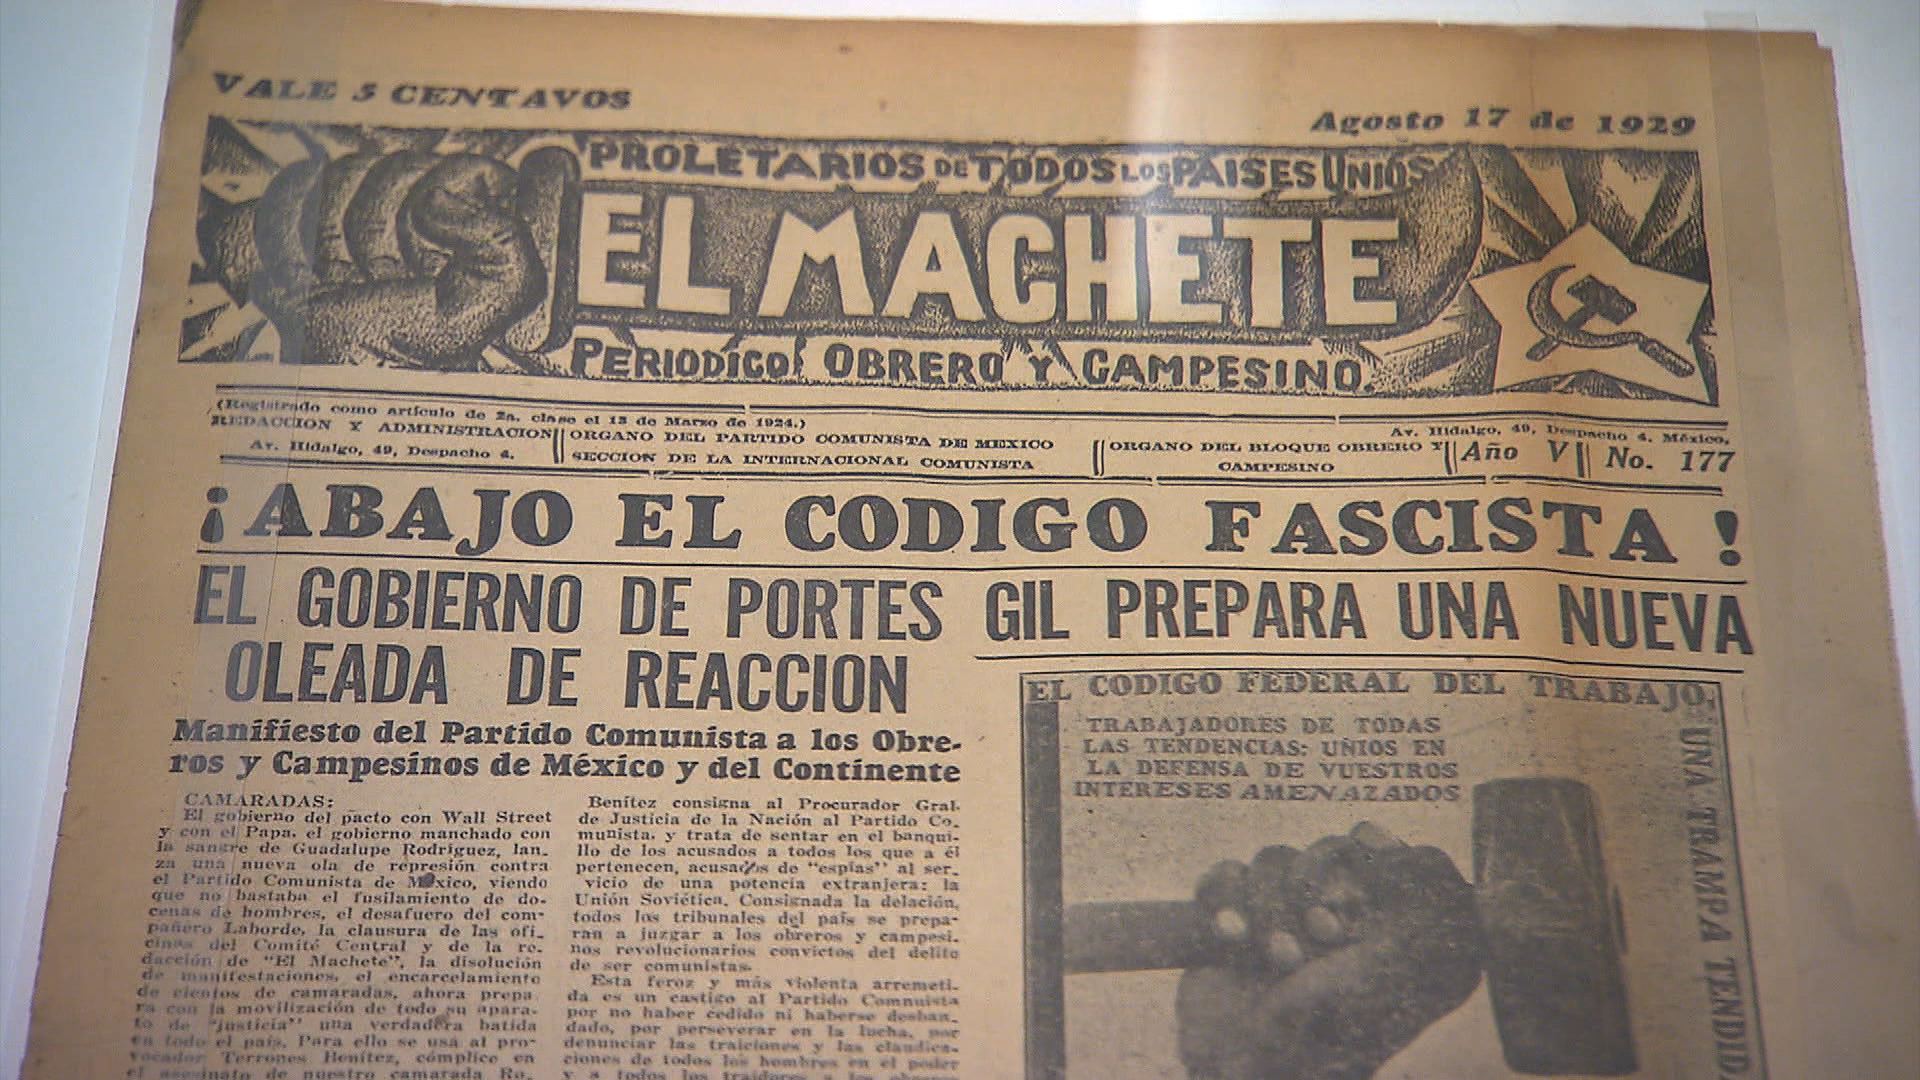 VALE 5 CENTAVOS
Agosto 17 de 1929
PROLETARIOS DE TODOS LOS PAISES UNIOS
EL MACHETE
PERIODICO OBRERO Y CAMPESINO
(Registrado como artículo de 2a. clase el 13 de Marzo de 1924.)
REDACCION Y ADMINISTRACION
Av. Hidalgo, 49, Despacho 4.
ORGANO DEL PARTIDO COMUNISTA DE MEXICO
SECCION DE LA INTERNACIONAL COMUNISTA
ORGANO DEL BLOQUE OBRERO Y
CAMPESINO
Av. Hidalgo, 49, Despacho 4. México,
Año V
No. 177
¡ABAJO EL CODIGO FASCISTA!
EL GOBIERNO DE PORTES GIL PREPARA UNA NUEVA
OLEADA DE REACCION
Manifiesto del Partido Comunista a los Obre-
ros y Campesinos de México y del Continente
CAMARADAS:
El gobierno del pacto con Wall Street
y con el Papa, el gobierno manchado con
la sangre de Guadalupe Rodríguez, lan-
za una nueva ola de represión contra
el Partido Comunista de México, viendo
que no bastaba el fusilamiento de do-
cenas de hombres, el desafuero del com-
pañero Laborde, la clausura de las ofi-
cinas del Comité Central y de la re-
dacción de "El Machete", la disolución
de manifestaciones, el encarcelamiento
de cientos de camaradas, ahora prepa
ra con la movilización de todo su apara-
to de "justicia" una verdadera batida
en todo el país. Para ello se usa al pro-
vocador Terrones Benítez, cómplice en
el asesinato de nuestro camarada Ro.
Benítez consigna al Procurador Gral.
de Justicia de la Nación al Partido Co.
munista, y trata de sentar en el banqui-
llo de los acusados a todos los que a él
pertenecen, acusados de "espías" al ser-
vicio de una potencia extranjera: la
Unión Soviética. Consignada la delación,
todos los tribunales del país se prepa-
ran a juzgar a los obreros y campesi.
nos revolucionarios convictos del delito
de ser comunistas.
Esta feroz y más violenta arremeti-
da es un castigo al Partido Comunista
por no haber cedido ni haberse desban.
dado, por perseverar en la lucha, por
denunciar las traiciones y las claudica-
ciones de todos los hombres en el poder
y a todos los traidores a los
EL CODIGO FEDERAL DEL TRABAJO,
UNA TRAMPA TENDID
TRABAJADORES DE TODAS
LAS TENDENCIAS: UNIOS EN
LA DEFENSA DE VUESTROS
INTERESES AMENAZADOS